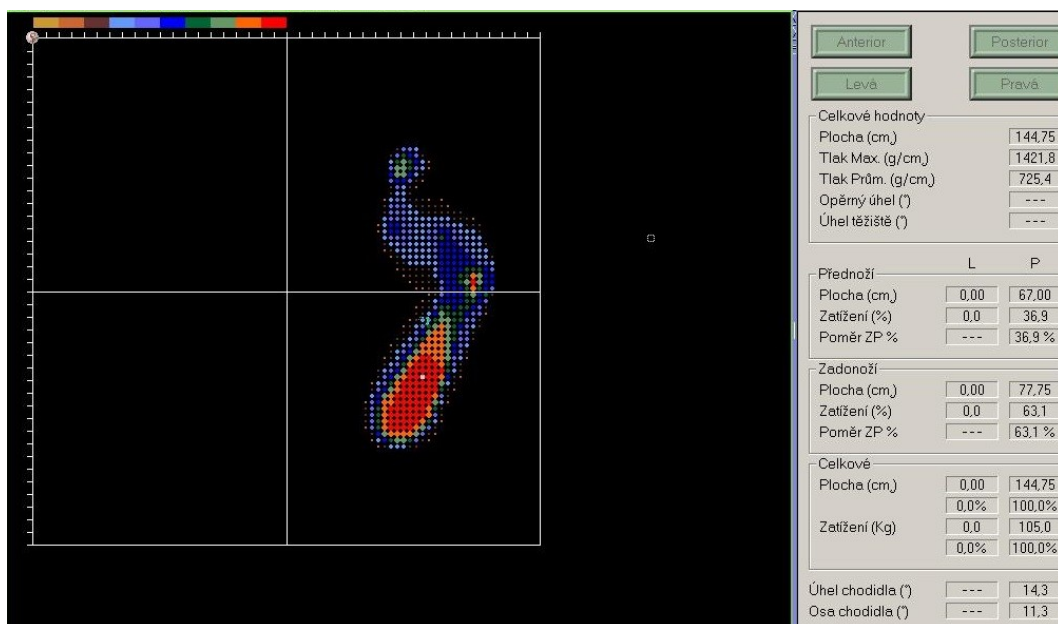 Anterior Posterior
Levá Pravá
Celkové hodnoty
Plocha (cm,) 144,75
Tlak Max. (g/cm,) 1421,8
Tlak Prům. (g/cm,) 725,4
Opěrný úhel (°) ---
Úhel těžiště (°) ---
L P
Přednoží
Plocha (cm,) 0,00 67,00
Zatížení (%) 0,0 36,9
Poměr ZP % --- 36,9 %
Zadonoží
Plocha (cm,) 0,00 77,75
Zatížení (%) 0,0 63,1
Poměr ZP % --- 63,1 %
Celkové
Plocha (cm,) 0,00 144,75
0,0% 100,0%
Zatížení (Kg) 0,0 105,0
0,0% 100,0%
Úhel chodidla (°) --- 14,3
Osa chodidla (°) --- 11,3